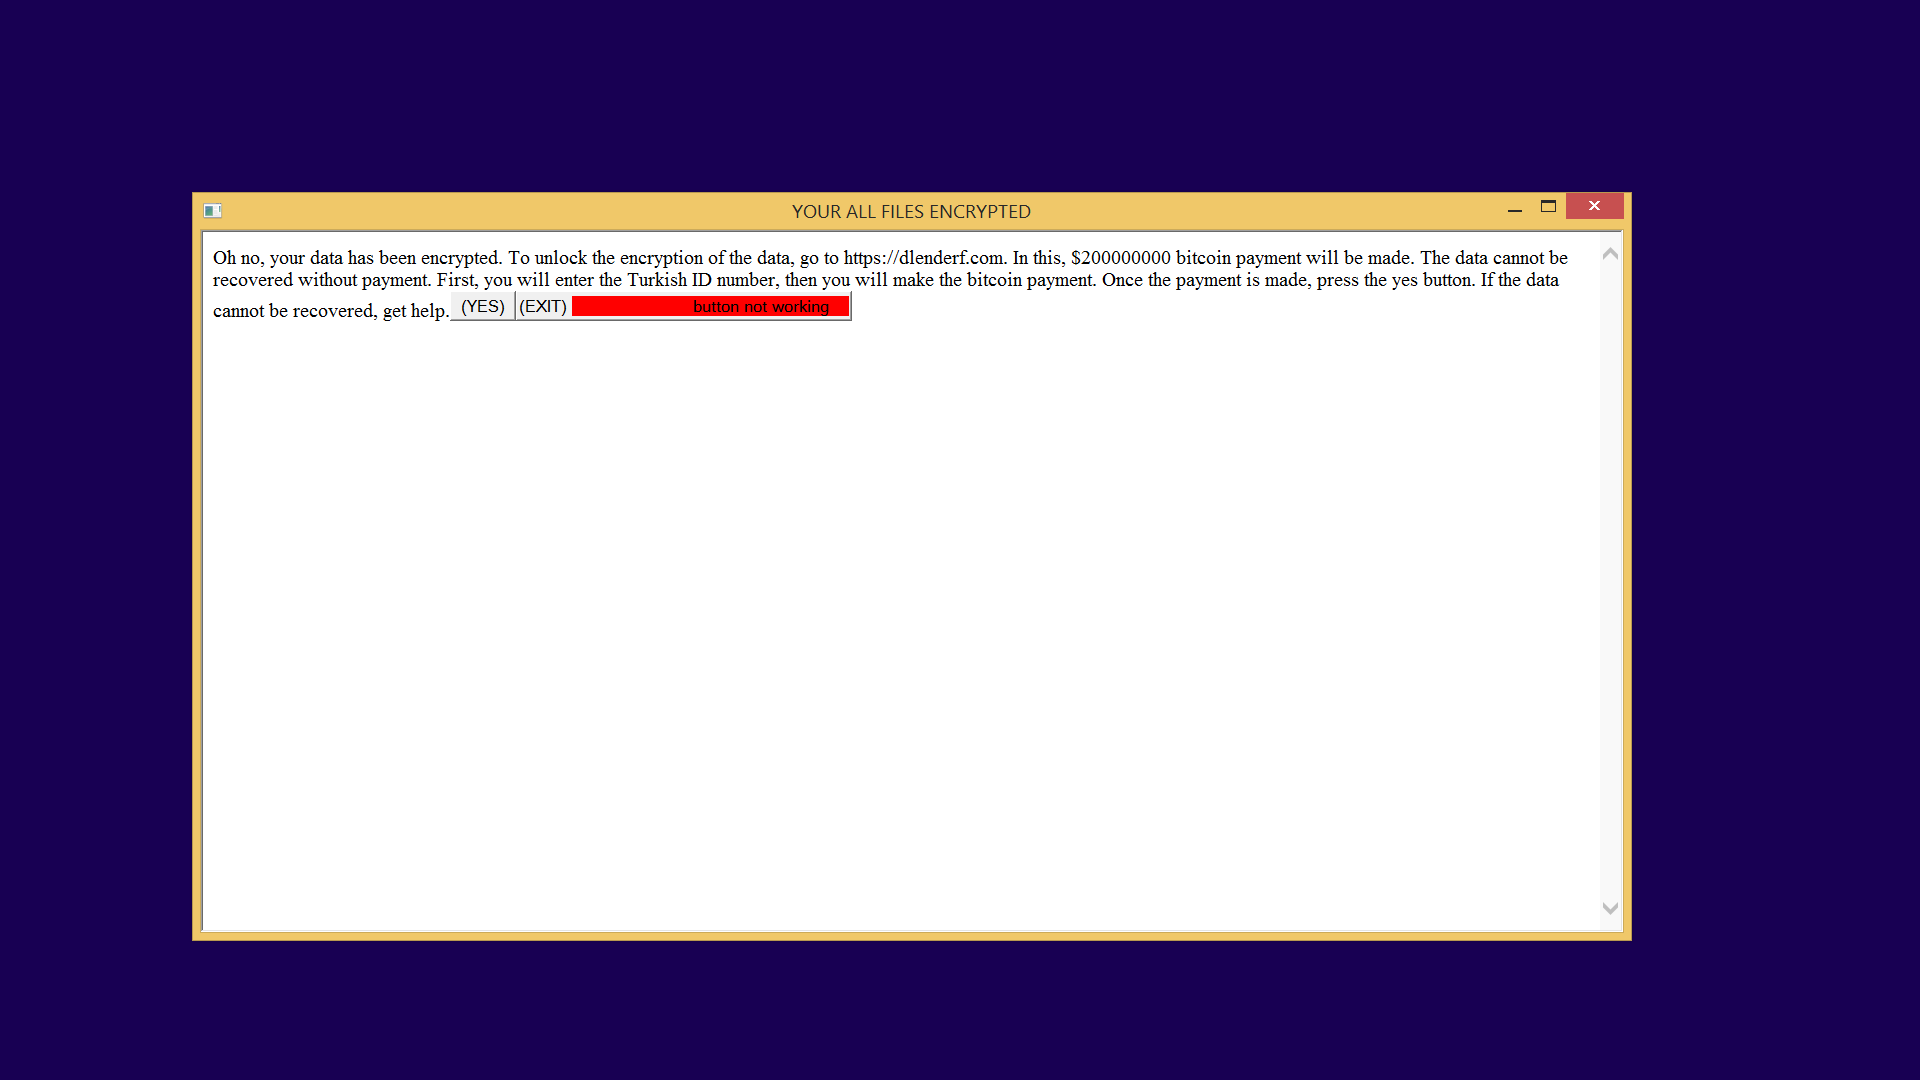 YOUR ALL FILES ENCRYPTED
Oh no, your data has been encrypted. To unlock the encryption of the data, go to https://dlenderf.com. In this, $200000000 bitcoin payment will be made. The data cannot be
recovered without payment. First, you will enter the Turkish ID number, then you will make the bitcoin payment. Once the payment is made, press the yes button. If the data
cannot be recovered, get help. (YES) (EXIT) button not working